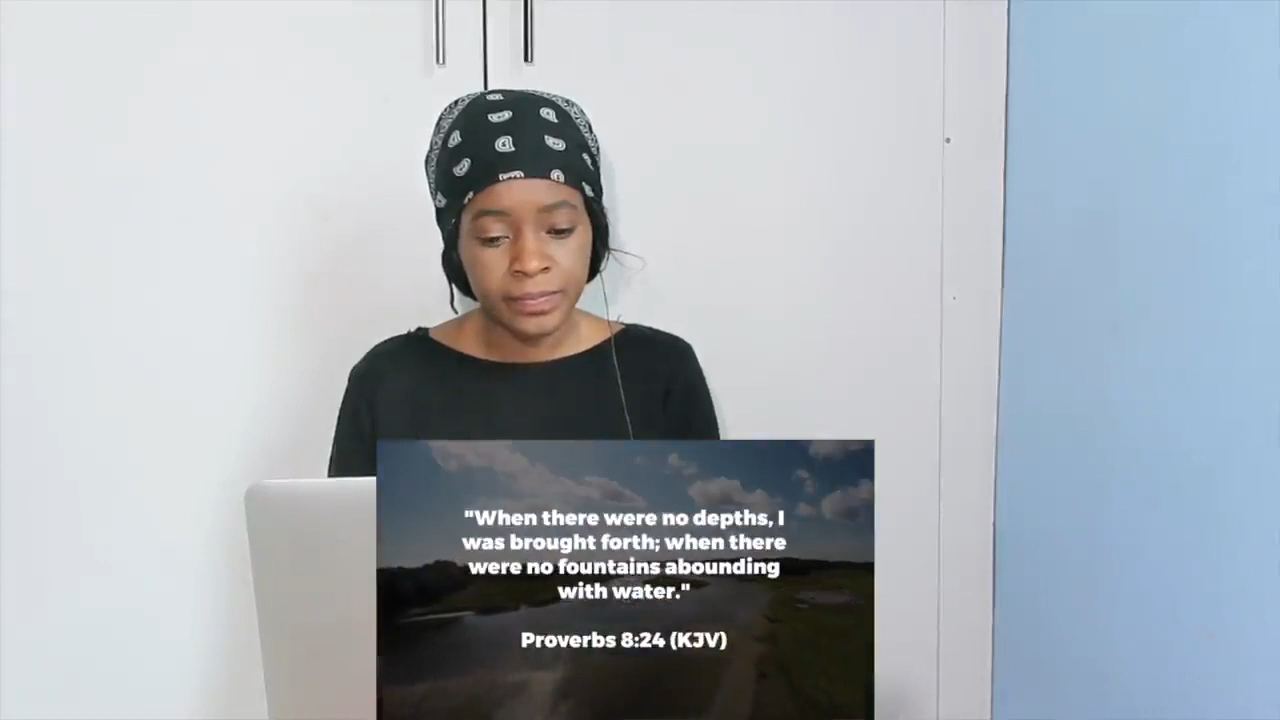 "When there were no depths, I
was brought forth; when there
were no fountains abounding
with water."
Proverbs 8:24 (KJV)